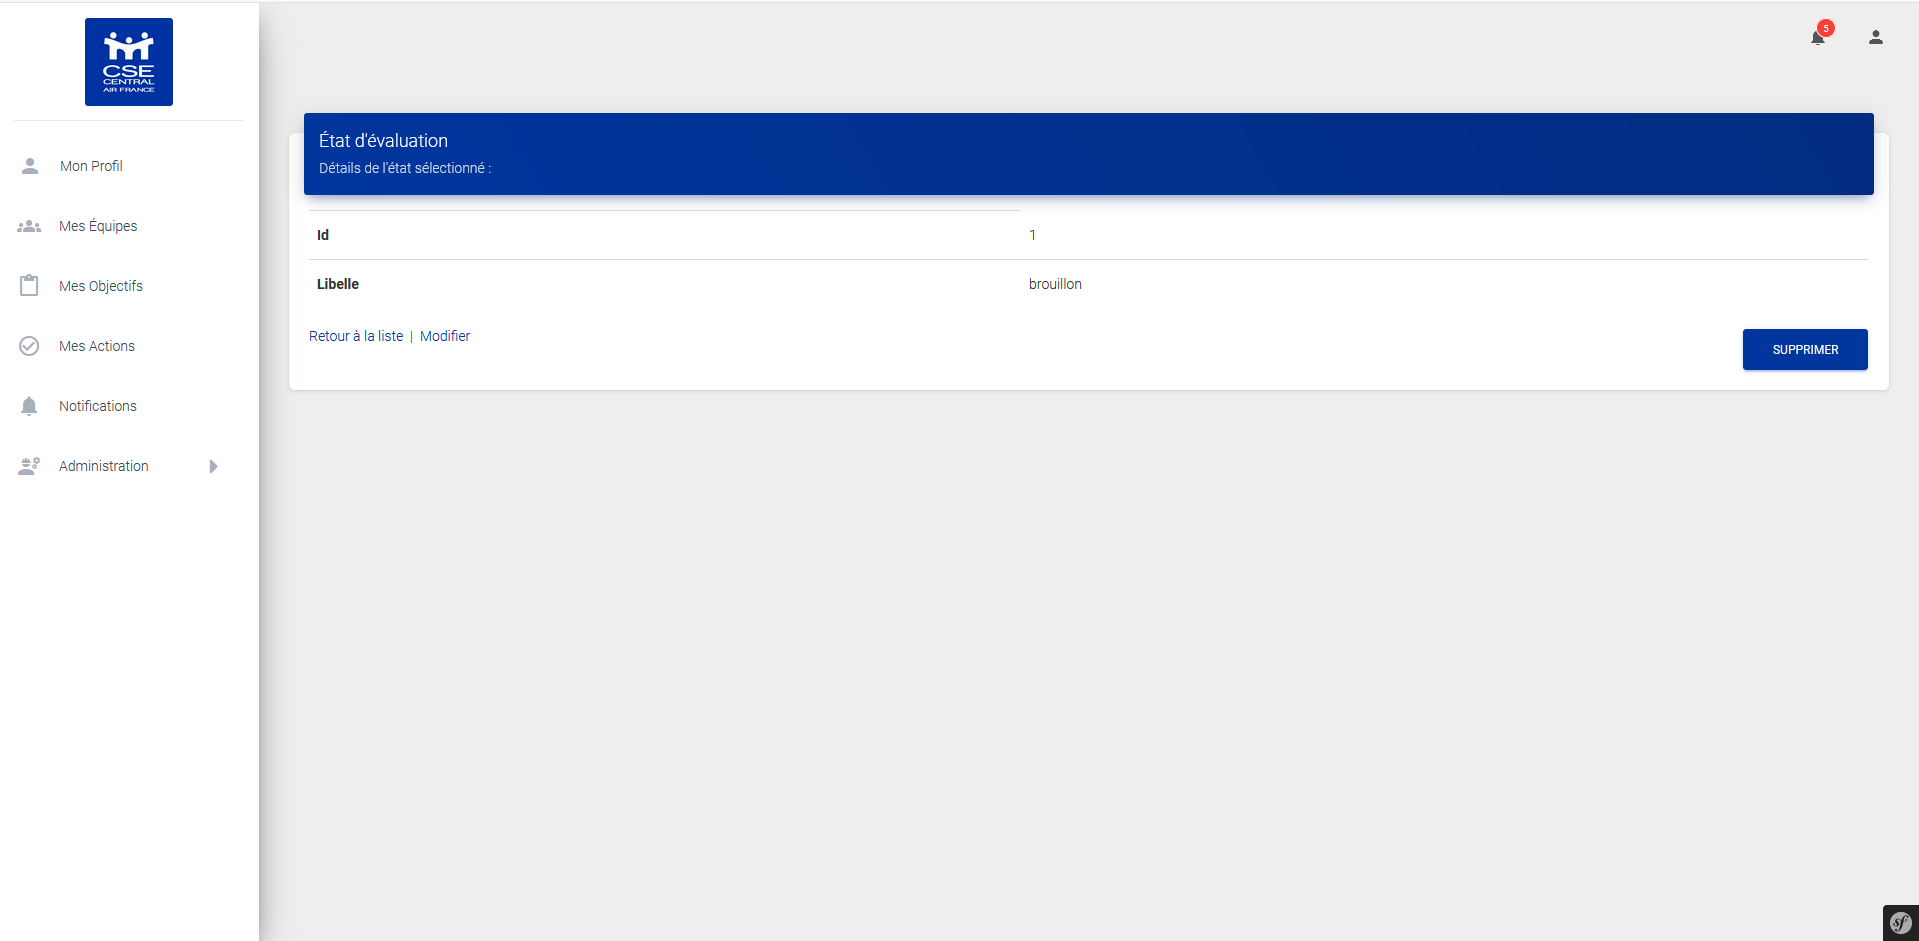 CSE
CENTRAL
AIR FRANCE
Mon Profil
Mes Équipes
Mes Objectifs
Mes Actions
Notifications
Administration
5
État d'évaluation
Détails de l'état sélectionné :
Id 1
Libelle brouillon
Retour à la liste | Modifier
SUPPRIMER
sf